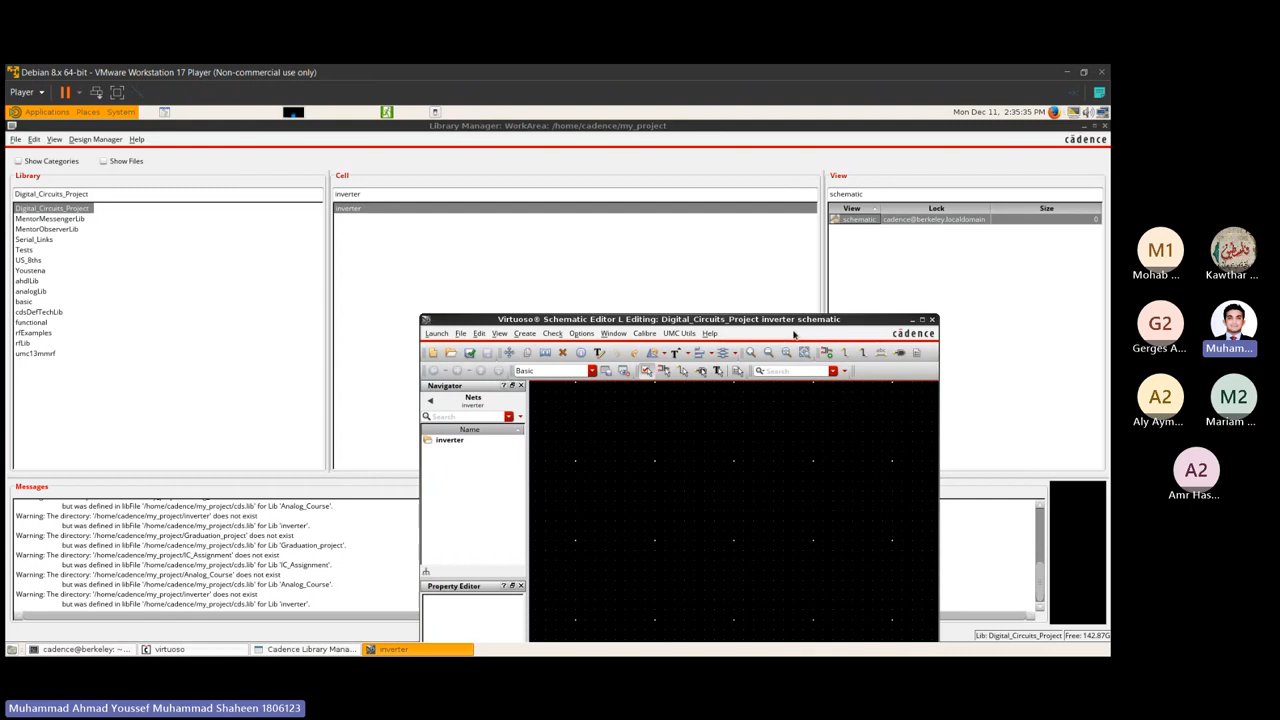 Debian 8.x 64-bit - VMware Workstation 17 Player (Non-commercial use only)
Player
Applications Places System
Mon Dec 11, 2:35:35 PM
Library Manager: WorkArea: /home/cadence/my_project
File Edit View Design Manager Help
cādence
Show Categories Show Files
Library Cell View
Digital_Circuits_Project inverter schematic
Digital_Circuits_Project
MentorMessengerLib
MentorObserverLib
Serial_Links
Tests
US_8ths
Youstena
ahdlLib
analogLib
basic
cdsDefTechLib
functional
rfExamples
rfLib
umc13mmrf
inverter
View Lock Size
schematic cadence@berkeley.localdomain 0
Virtuoso® Schematic Editor L Editing: Digital_Circuits_Project inverter schematic
Launch File Edit View Create Check Options Window Calibre UMC Utils Help
cādence
Basic
Search
Navigator
Nets
inverter
Search
Name
inverter
Property Editor
Messages
but was defined in libFile '/home/cadence/my_project/cds.lib' for Lib 'Analog_Course'.
Warning: The directory: '/home/cadence/my_project/inverter' does not exist
but was defined in libFile '/home/cadence/my_project/cds.lib' for Lib 'inverter'.
Warning: The directory: '/home/cadence/my_project/Graduation_project' does not exist
but was defined in libFile '/home/cadence/my_project/cds.lib' for Lib 'Graduation_project'.
Warning: The directory: '/home/cadence/my_project/IC_Assignment' does not exist
but was defined in libFile '/home/cadence/my_project/cds.lib' for Lib 'IC_Assignment'.
Warning: The directory: '/home/cadence/my_project/Analog_Course' does not exist
but was defined in libFile '/home/cadence/my_project/cds.lib' for Lib 'Analog_Course'.
Warning: The directory: '/home/cadence/my_project/inverter' does not exist
but was defined in libFile '/home/cadence/my_project/cds.lib' for Lib 'inverter'.
Lib: Digital_Circuits_Project Free: 142.87G
cadence@berkeley: ~... virtuoso Cadence Library Mana... inverter
M1
Mohab ...
Kawthar ...
G2
Gerges A...
Muham...
A2
Aly Aym...
M2
Mariam ...
A2
Amr Has...
Muhammad Ahmad Youssef Muhammad Shaheen 1806123